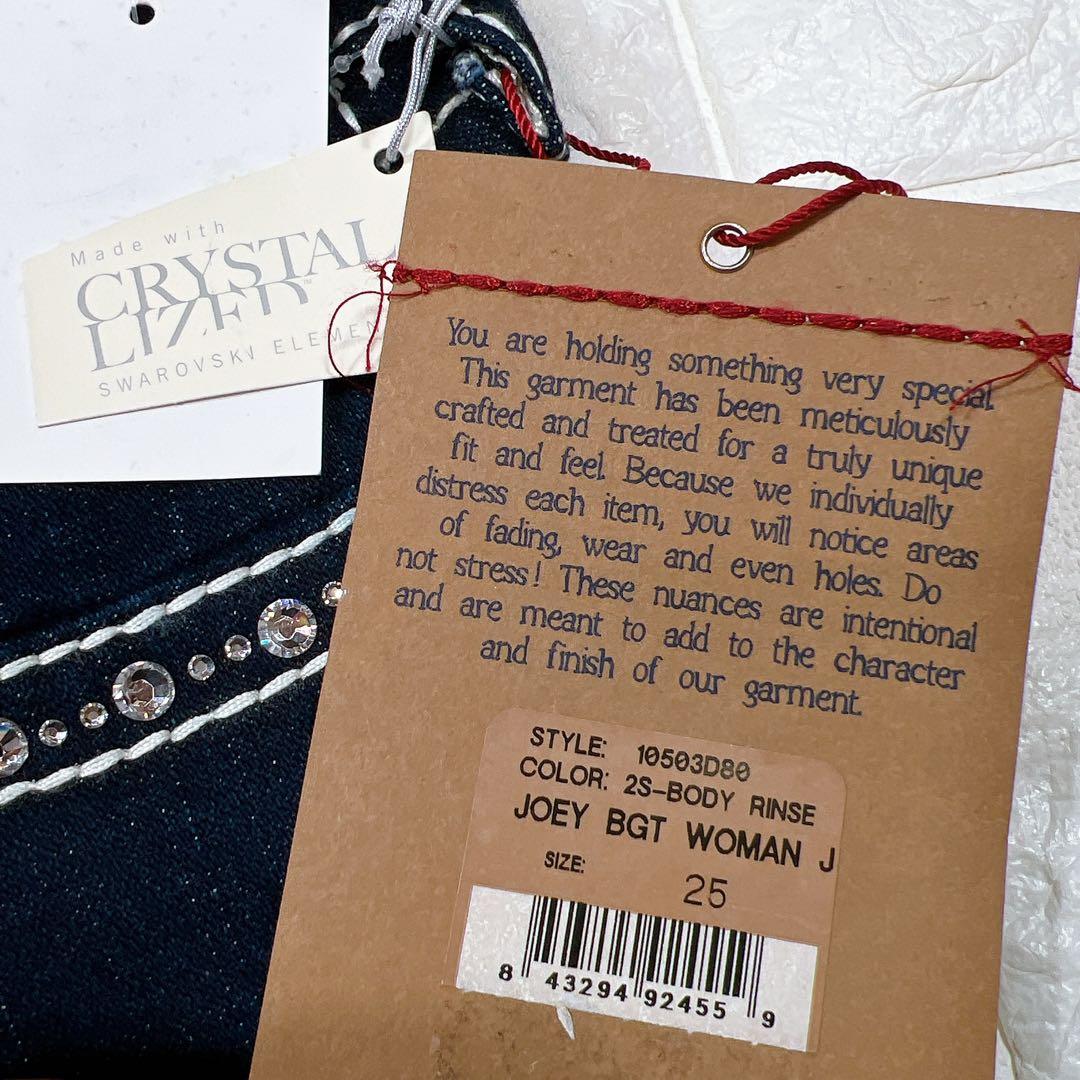 Made with
CRYSTAL
LIZED™
SWAROVSKI ELEMEN
You are holding something very special.
This garment has been meticulously
crafted and treated for a truly unique
fit and feel. Because we individually
distress each item, you will notice areas
of fading, wear and even holes. Do
not stress! These nuances are intentional
and are meant to add to the character
and finish of our garment.
STYLE: 10503D80
COLOR: 2S-BODY RINSE
JOEY BGT WOMAN J
SIZE: 25
8 43294 92455 9